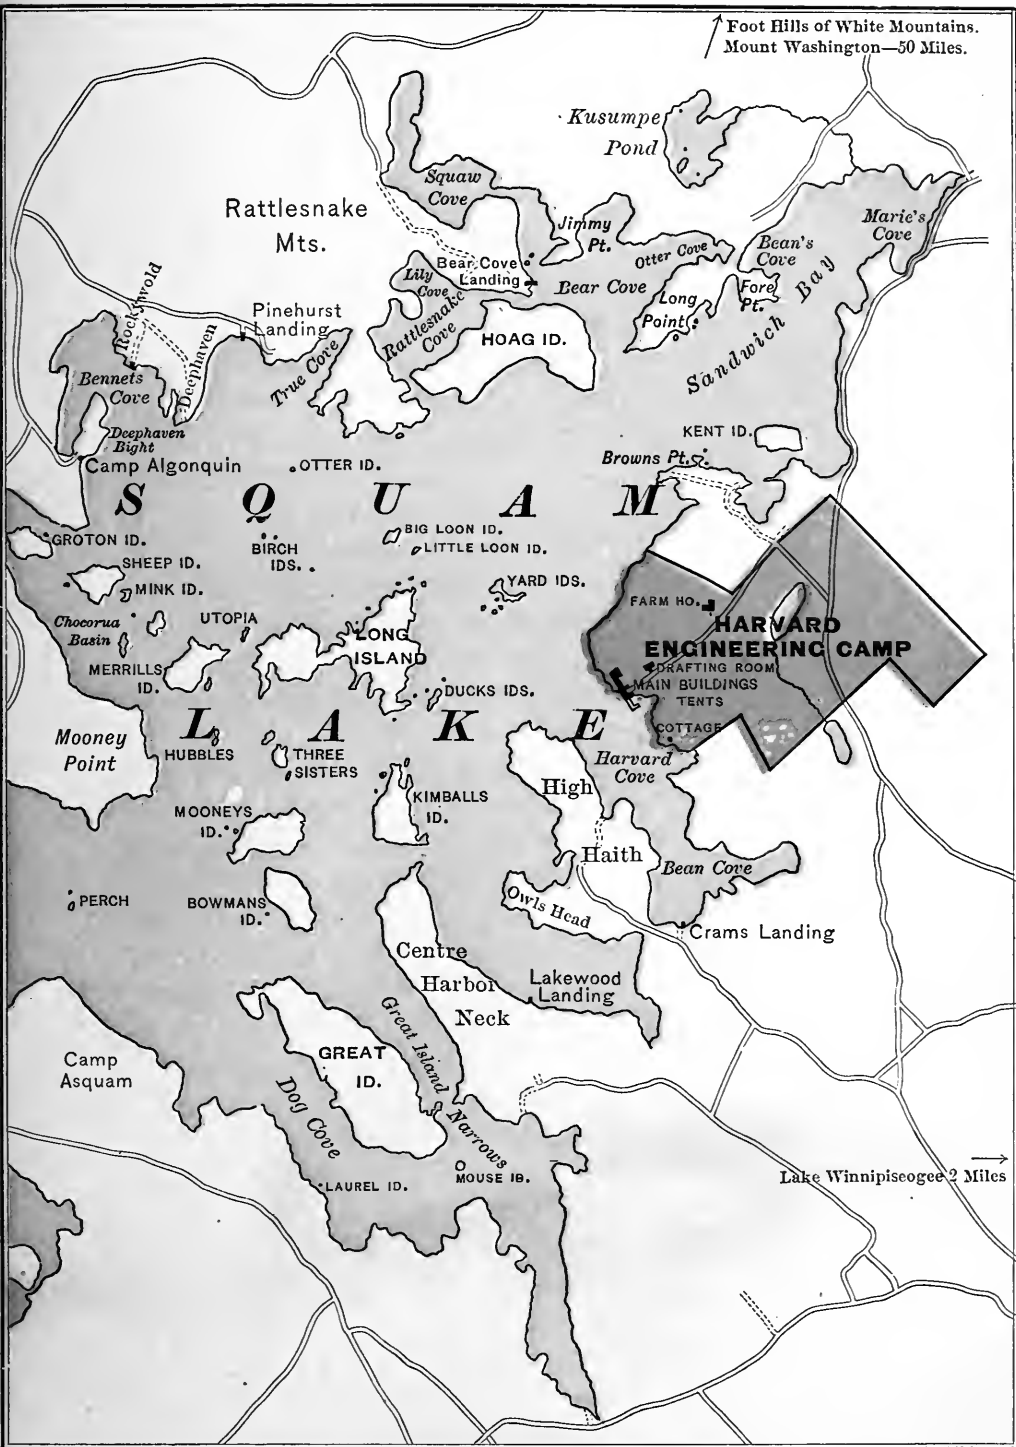 Foot Hills of White Mountains.
Mount Washington—50 Miles.
Kusumpe
Pond
Squaw
Cove
Rattlesnake
Mts.
Jimmy
Pt.
Marie's
Cove
Bean's
Cove
Otter Cove
Bear Cove
Landing
Lily
Cove
Bear Cove
Long
Point
Fore
Pt.
Sandwich Bay
Rattlesnake
Cove
HOAG ID.
Pinehurst
Landing
True Cove
Rockywold
Deephaven
Bennets
Cove
Deephaven
Bight
Camp Algonquin
OTTER ID.
KENT ID.
Browns Pt.
SQUAM
GROTON ID.
BIRCH
IDS.
BIG LOON ID.
LITTLE LOON ID.
SHEEP ID.
MINK ID.
YARD IDS.
FARM HO.
Chocorua
Basin
UTOPIA
HARVARD
ENGINEERING CAMP
LONG
ISLAND
MERRILLS
ID.
DRAFTING ROOM
MAIN BUILDINGS
TENTS
DUCKS IDS.
LAKE
COTTAGE
Mooney
Point
HUBBLES
THREE
SISTERS
Harvard
Cove
High
Haith
KIMBALLS
ID.
MOONEYS
ID.
Bean Cove
PERCH
BOWMANS
ID.
Owls Head
Crams Landing
Centre
Harbor
Neck
Lakewood
Landing
Great Island
Narrows
GREAT
ID.
Camp
Asquam
Dog Cove
MOUSE ID.
LAUREL ID.
Lake Winnipiseogee 2 Miles